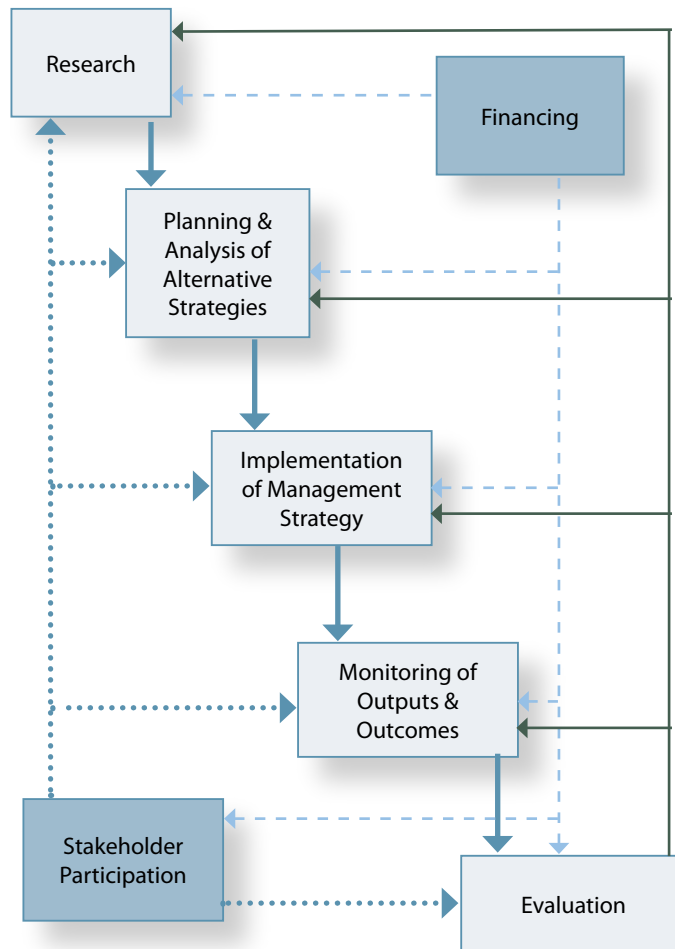 Research
Financing
Planning &
Analysis of
Alternative
Strategies
Implementation
of Management
Strategy
Monitoring of
Outputs &
Outcomes
Stakeholder
Participation
Evaluation